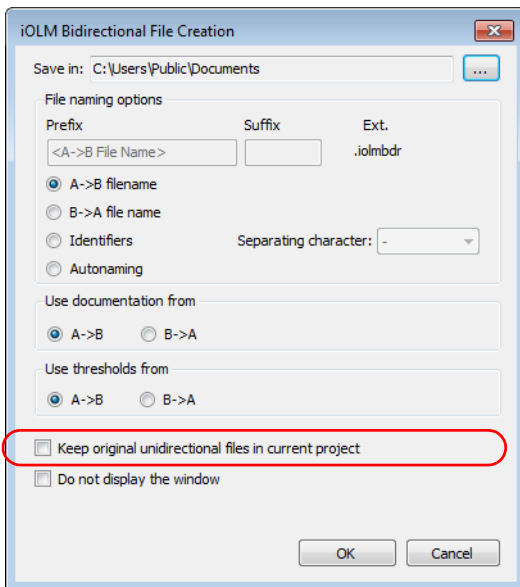 iOLM Bidirectional File Creation
Save in: C:\Users\Public\Documents ...
File naming options
Prefix Suffix Ext.
<A->B File Name> .iolmbdr
A->B filename
B->A file name
Identifiers Separating character: -
Autonaming
Use documentation from
A->B B->A
Use thresholds from
A->B B->A
Keep original unidirectional files in current project
Do not display the window
OK Cancel